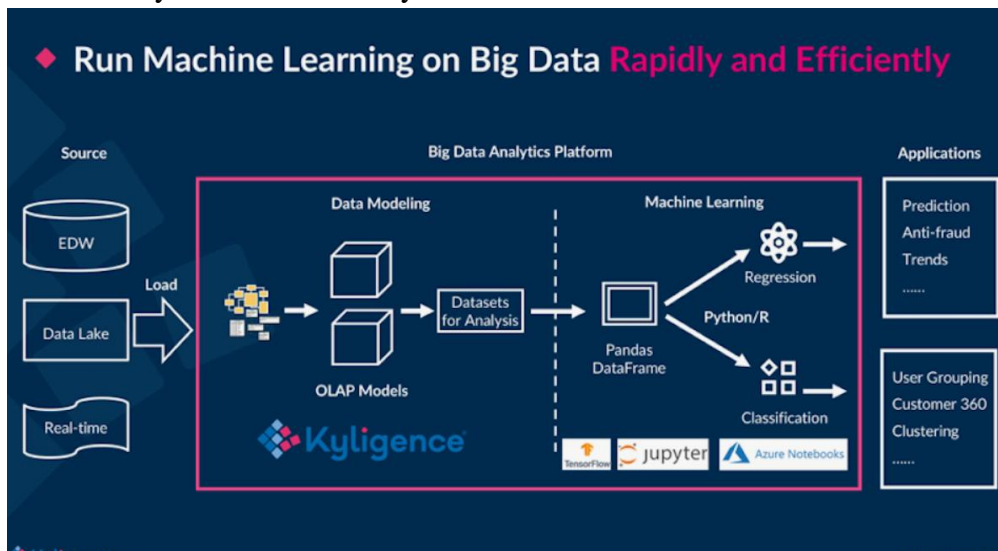 Run Machine Learning on Big Data Rapidly and Efficiently
Source
Big Data Analytics Platform
Applications
EDW
Load
Data Lake
Real-time
Data Modeling
OLAP Models
Datasets
for Analysis
Kyligence
Machine Learning
Pandas
DataFrame
Python/R
Regression
Classification
TensorFlow
jupyter
Azure Notebooks
Prediction
Anti-fraud
Trends
......
User Grouping
Customer 360
Clustering
......